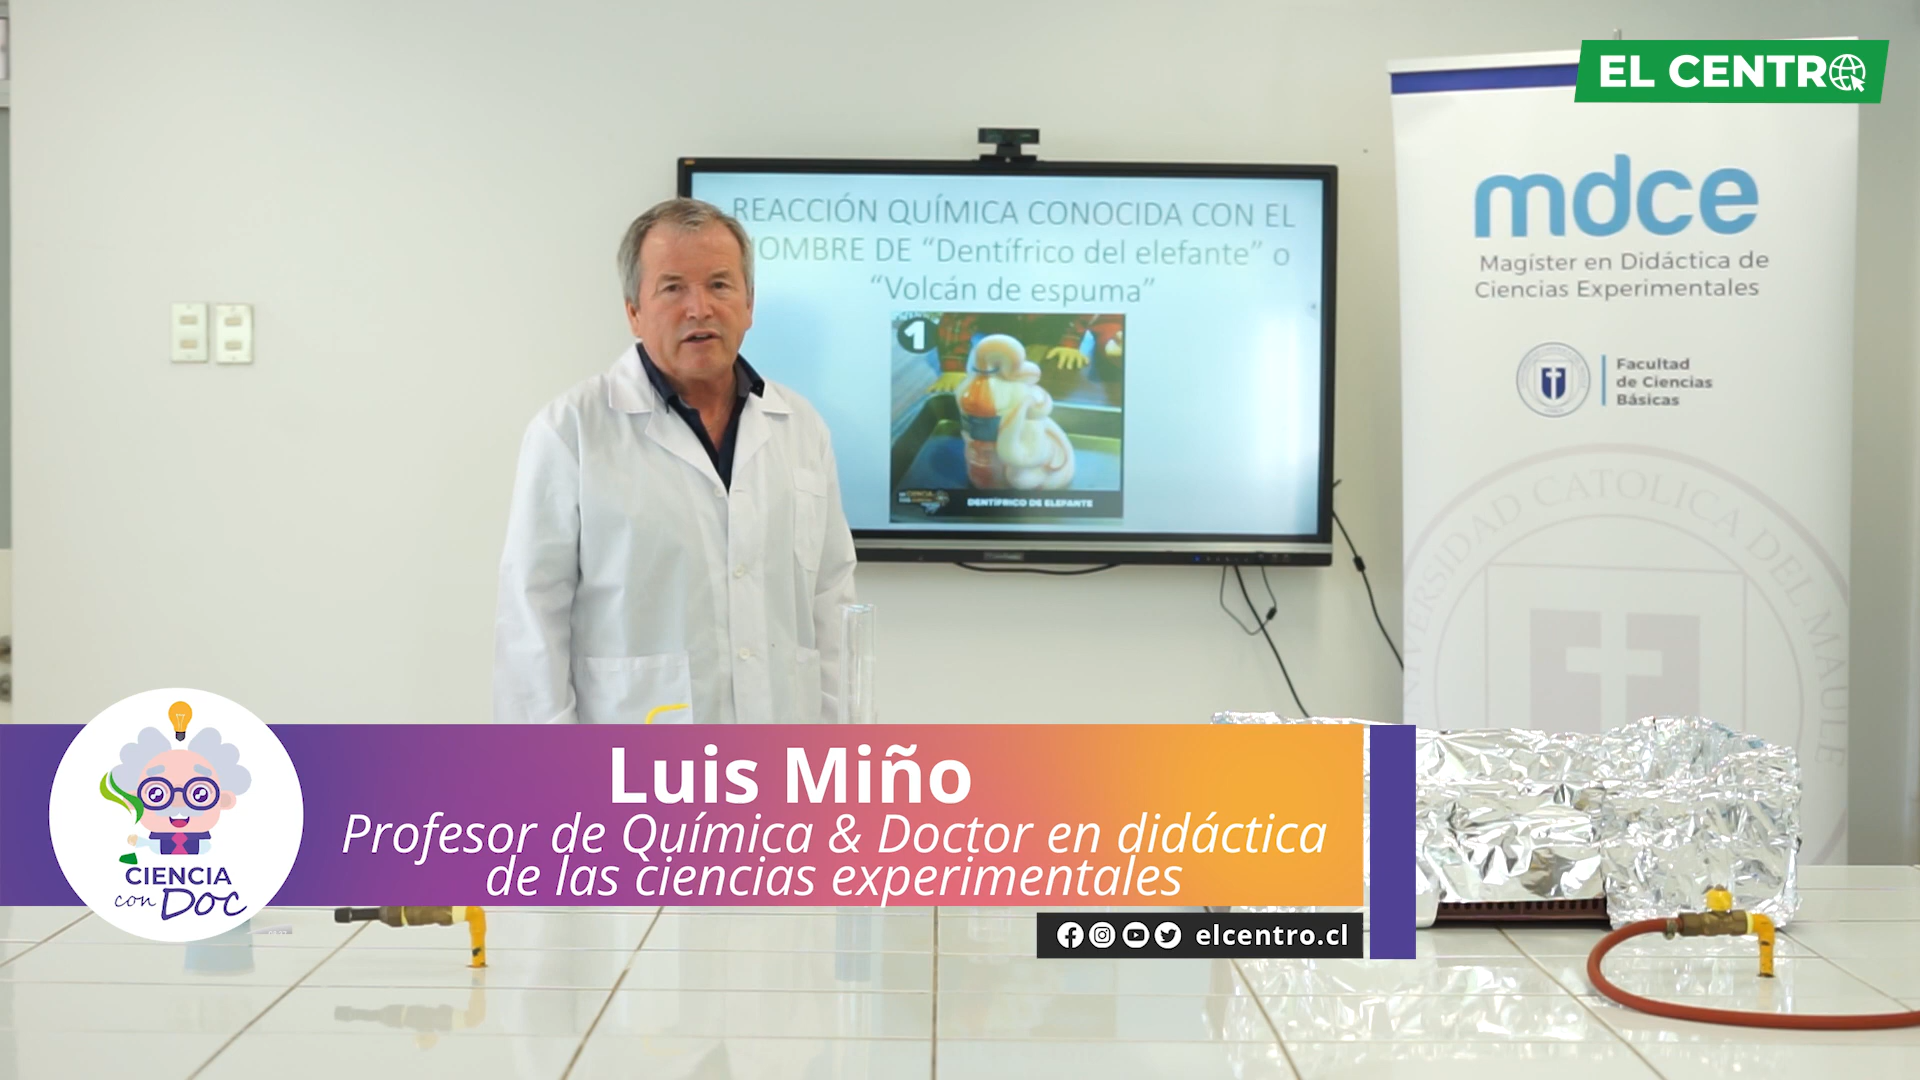 EL CENTRO
REACCIÓN QUÍMICA CONOCIDA CON EL
NOMBRE DE “Dentífrico del elefante” o
“Volcán de espuma”
1
DENTÍFRICO DE ELEFANTE
mdce
Magíster en Didáctica de
Ciencias Experimentales
Facultad
de Ciencias
Básicas
UNIVERSIDAD CATOLICA DEL MAULE
Luis Miño
Profesor de Química & Doctor en didáctica
de las ciencias experimentales
CIENCIA
con Doc
elcentro.cl